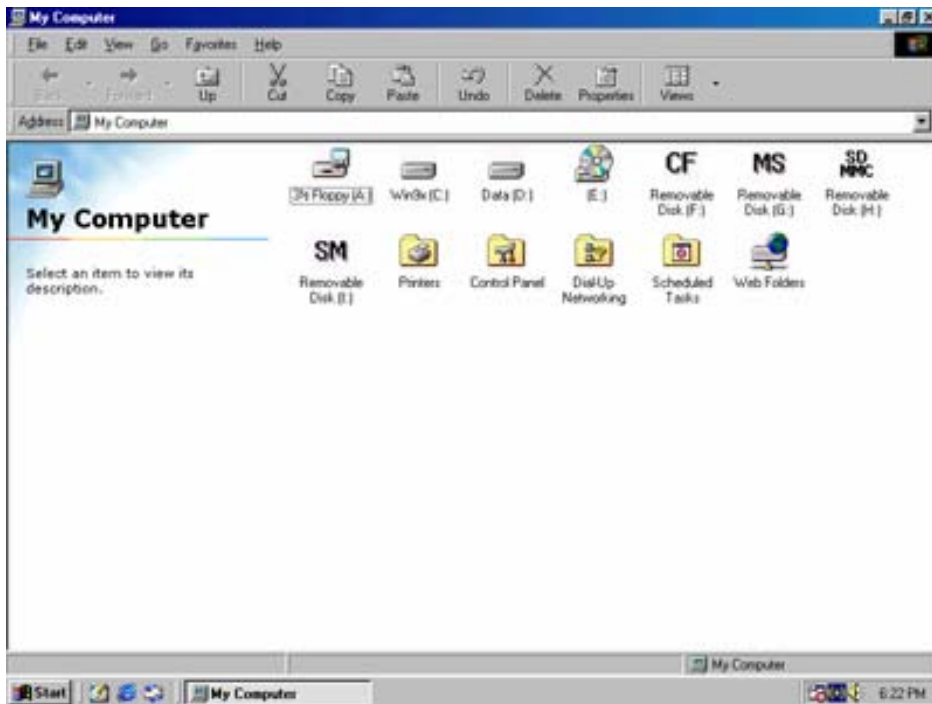 My Computer
File Edit View Go Favorites Help
Back Forward Up Cut Copy Paste Undo Delete Properties Views
Address My Computer
My Computer
Select an item to view its
description.
3½ Floppy (A:) Win9x (C:) Data (D:) (E:) CF Removable Disk (F:) MS Removable Disk (G:) SD MMC Removable Disk (H:)
SM Removable Disk (I:) Printers Control Panel Dial-Up Networking Scheduled Tasks Web Folders
My Computer
Start My Computer 6:22 PM